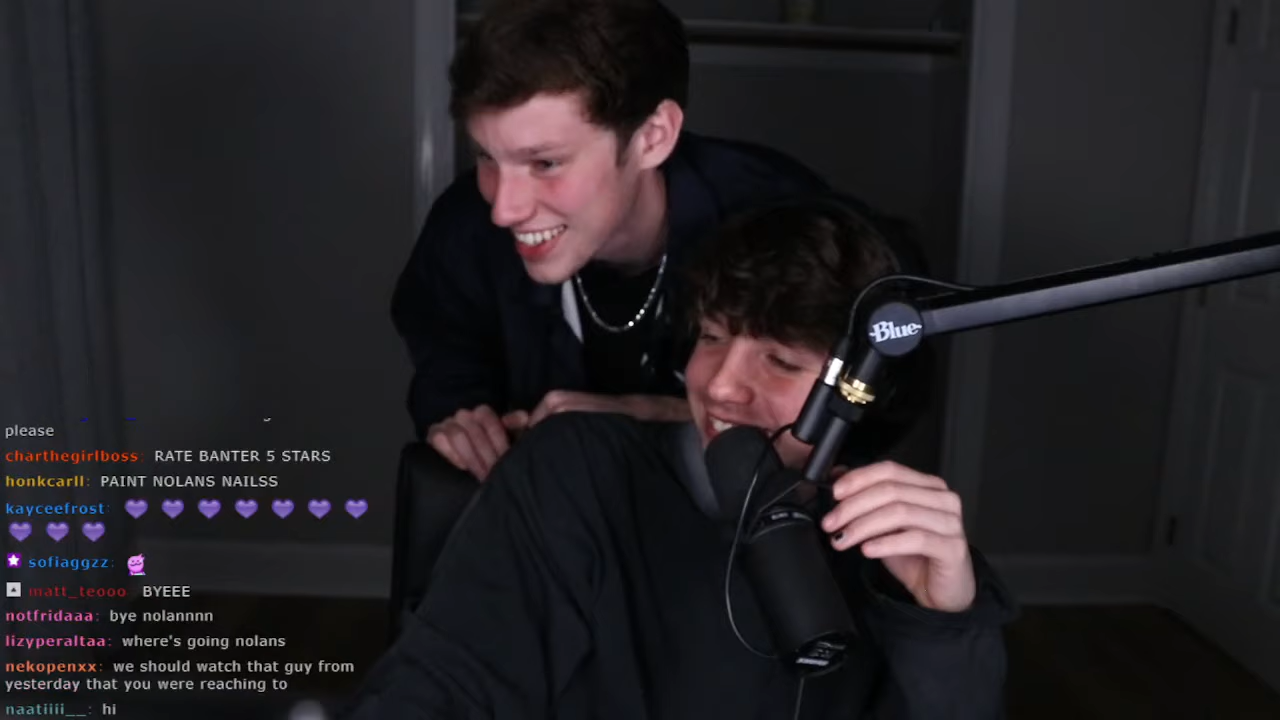 please
charthegirlboss: RATE BANTER 5 STARS
honkcarll: PAINT NOLANS NAILSS
kayceefrost: 💜 💜 💜 💜 💜 💜 💜
💜 💜 💜
sofiaggzz:
matt_teooo BYEEE
notfridaaa: bye nolannnn
lizyperaltaa: where's going nolans
nekopenxx: we should watch that guy from
yesterday that you were reaching to
naatiiii__: hi
Blue